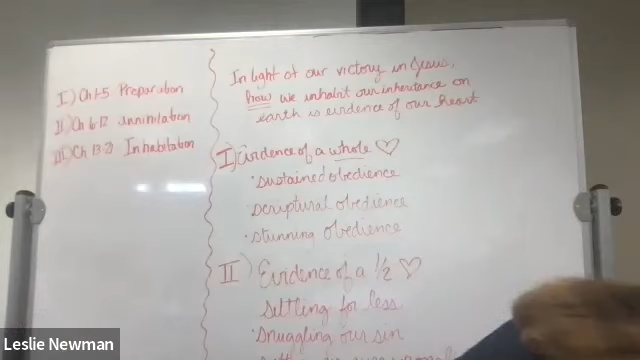 I) Ch 1-5 Preparation
II) Ch 6-12 Annihilation
III) Ch 13-21 Inhabitation
In light of our victory in Jesus,
how we inhabit our inheritance on
earth is evidence of our heart
I) Evidence of a whole ♡
· Sustained obedience
Scriptural obedience
· Stunning obedience
II) Evidence of a 1/2 ♡
Settling for less
· Snuggling our sin
Leslie Newman